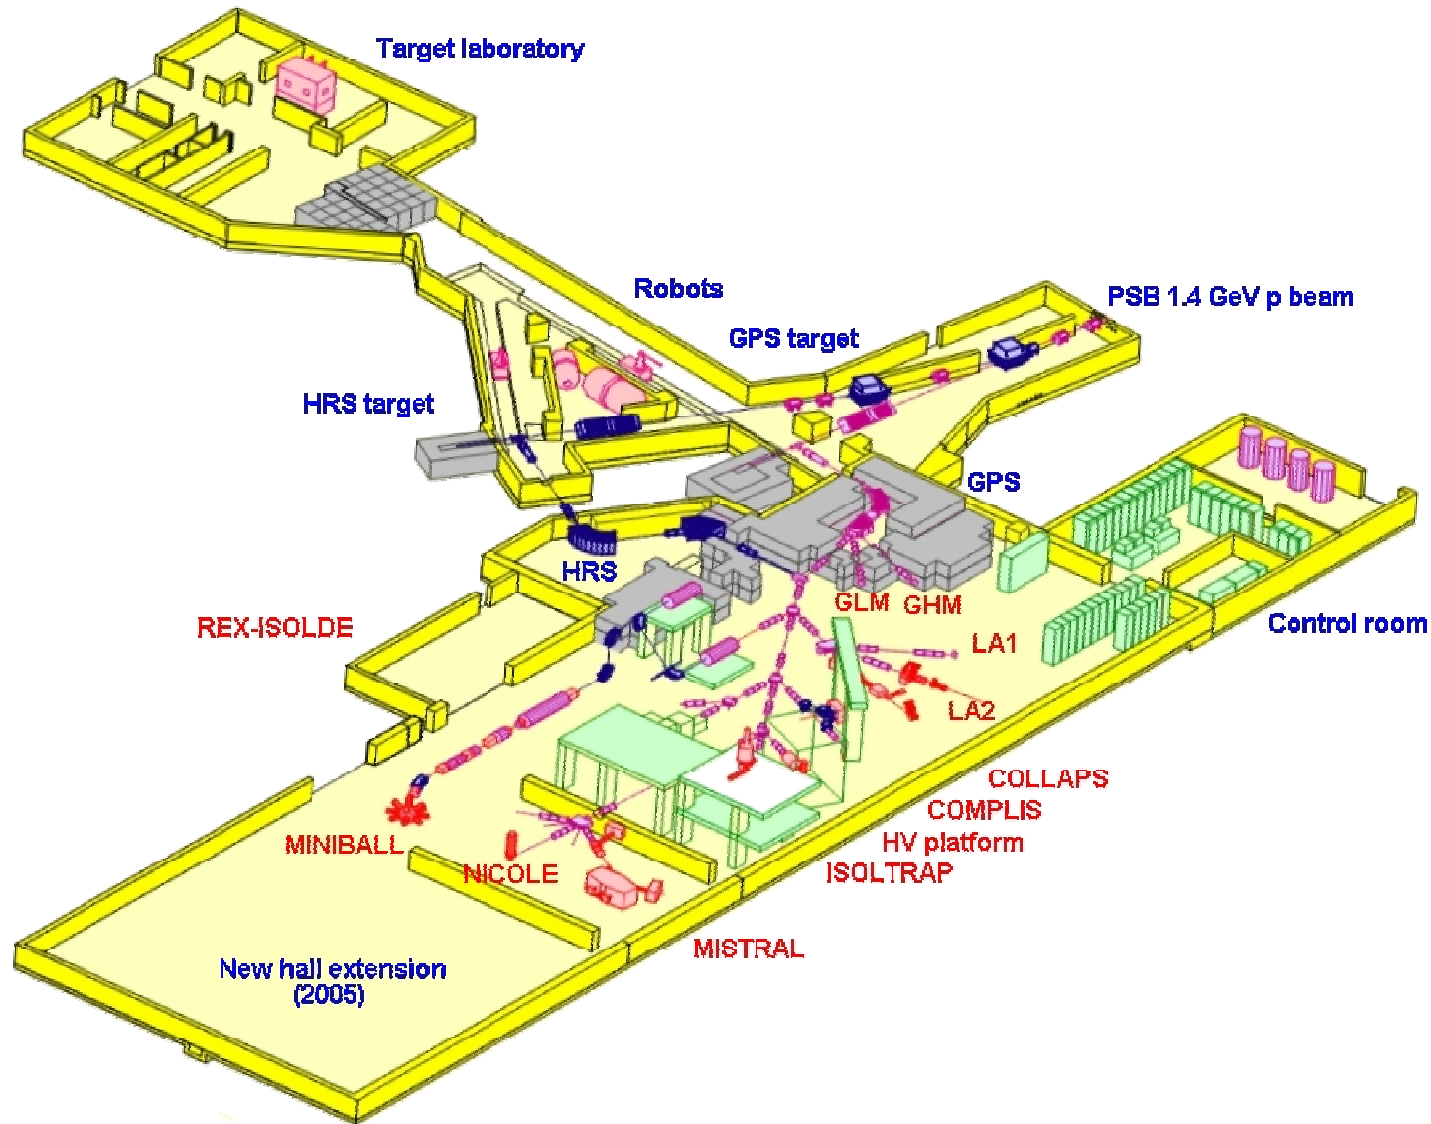 Target laboratory
Robots
PSB 1.4 GeV p beam
GPS target
HRS target
GPS
HRS
GLM
GHM
REX-ISOLDE
Control room
LA1
LA2
COLLAPS
COMPLIS
HV platform
ISOLTRAP
MINIBALL
NICOLE
MISTRAL
New hall extension
(2005)